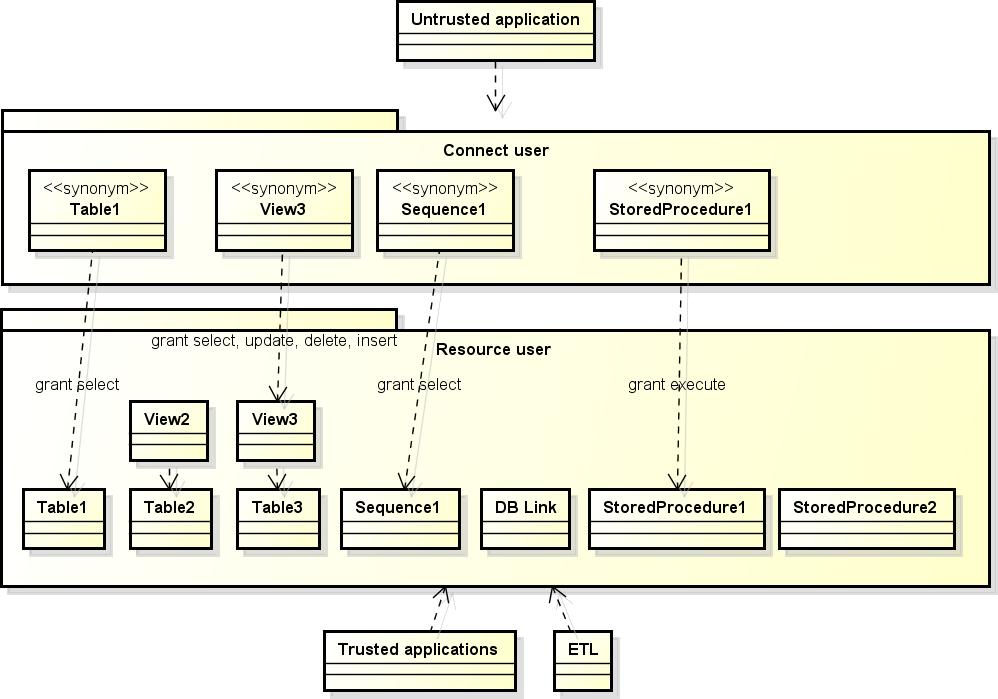 Untrusted application
Connect user
<<synonym>>
Table1
<<synonym>>
View3
<<synonym>>
Sequence1
<<synonym>>
StoredProcedure1
grant select, update, delete, insert
Resource user
grant select
grant select
grant execute
View2
View3
Table1
Table2
Table3
Sequence1
DB Link
StoredProcedure1
StoredProcedure2
Trusted applications
ETL